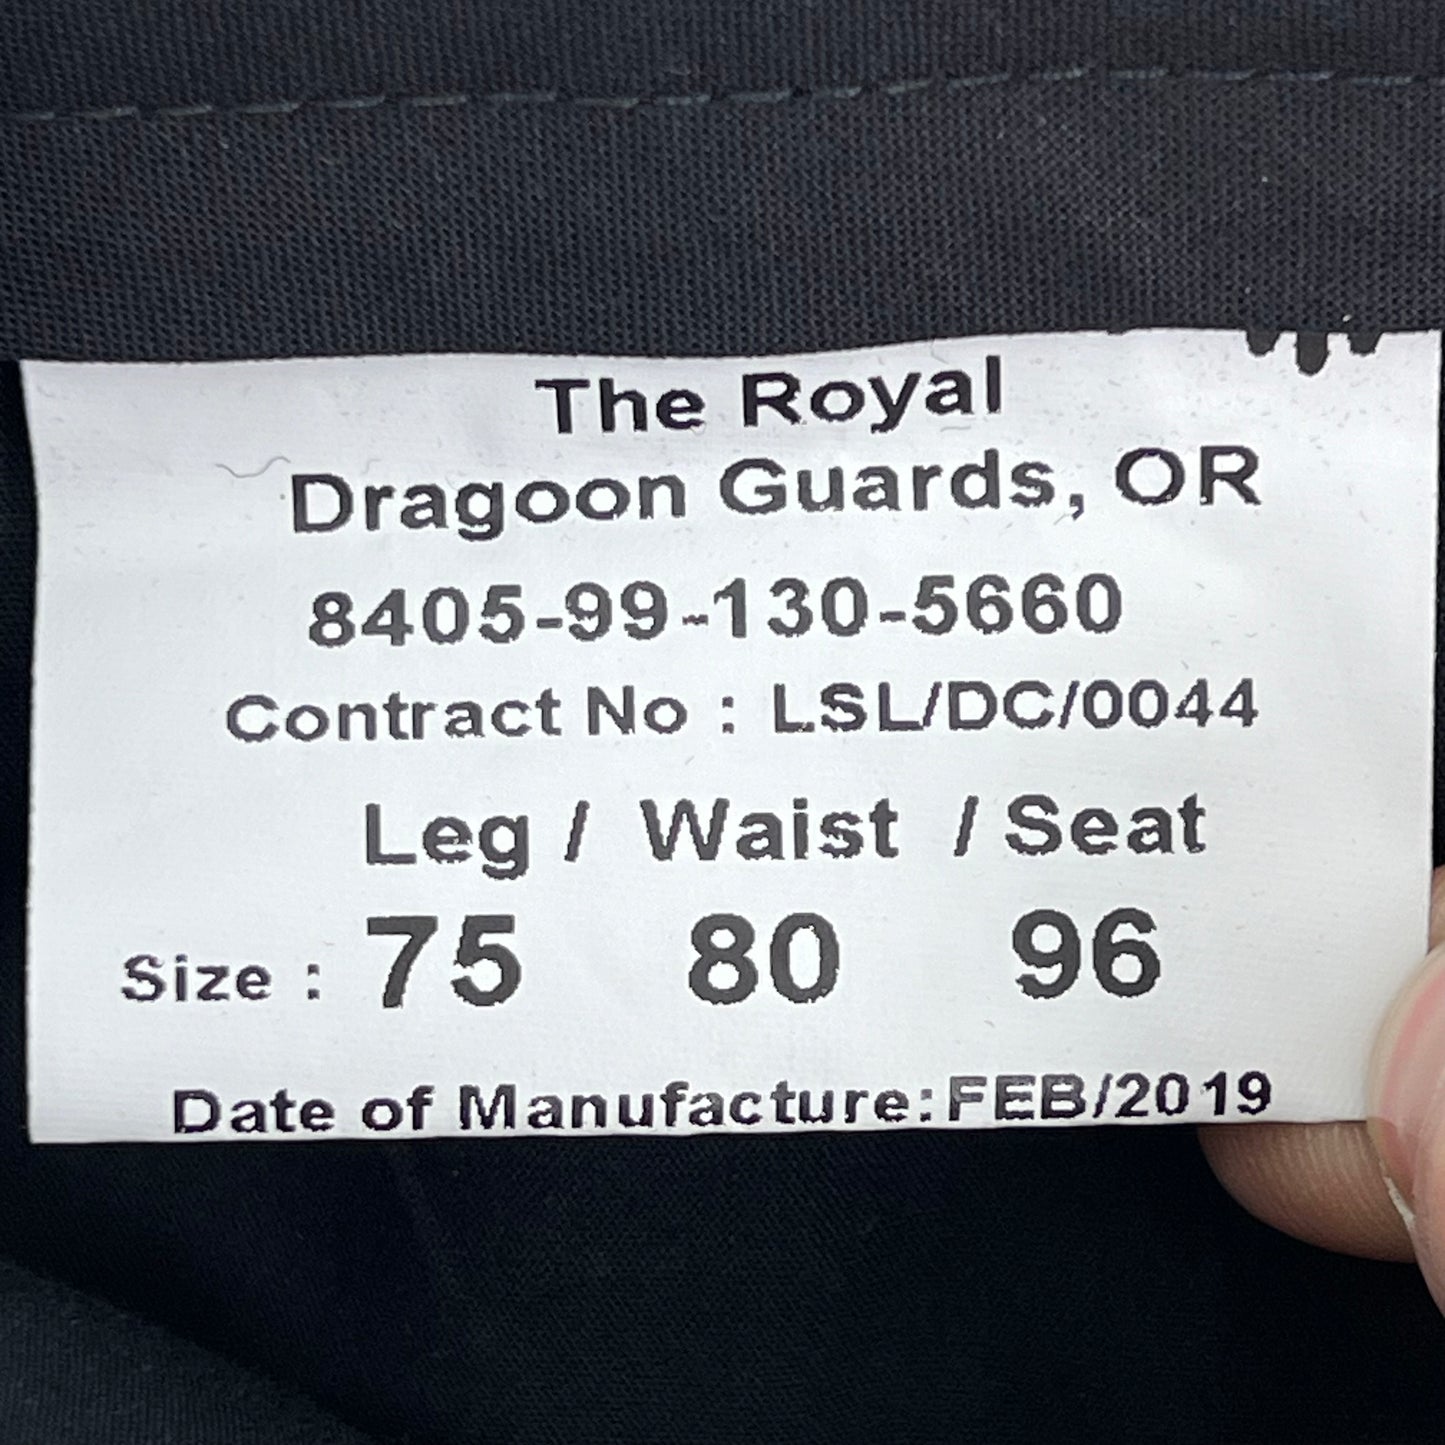 The Royal
Dragoon Guards, OR
8405-99-130-5660
Contract No : LSL/DC/0044
Leg / Waist / Seat
Size : 75 80 96
Date of Manufacture:FEB/2019